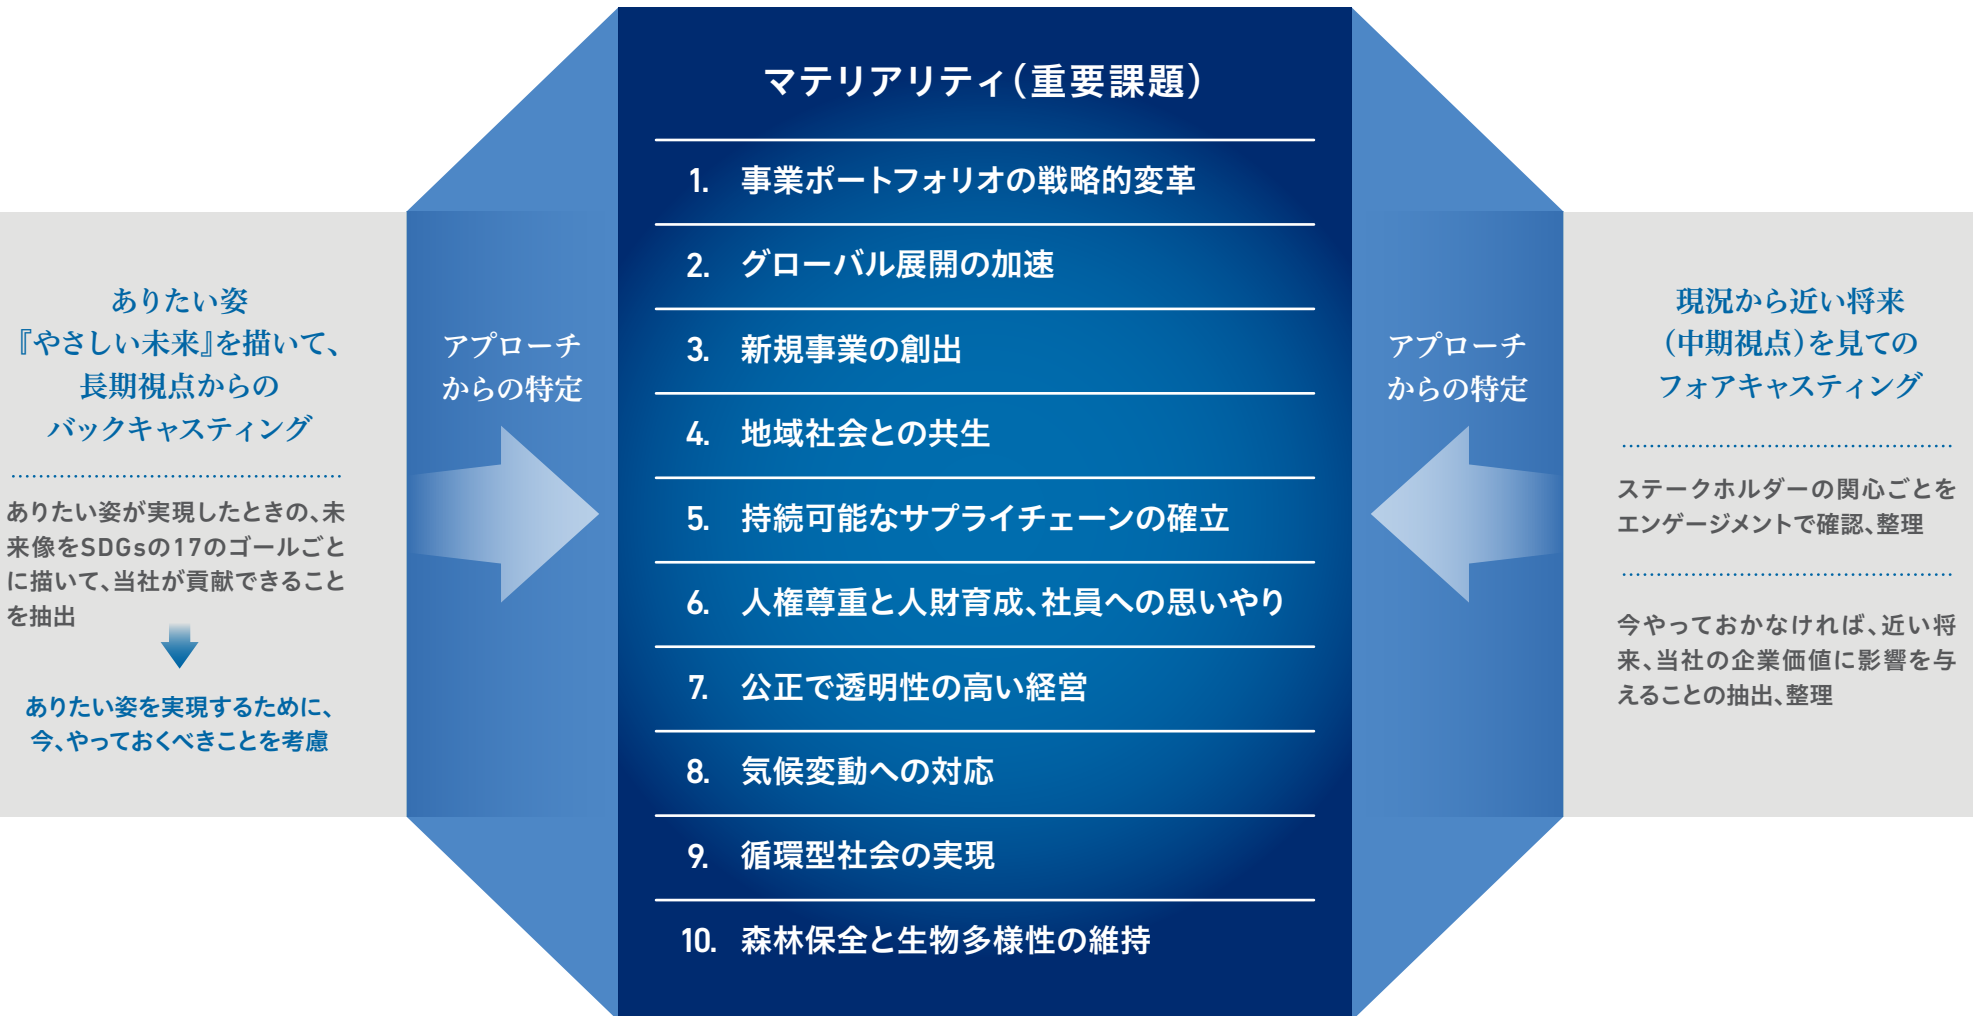 マテリアリティ(重要課題)
1. 事業ポートフォリオの戦略的変革
2. グローバル展開の加速
3. 新規事業の創出
4. 地域社会との共生
5. 持続可能なサプライチェーンの確立
6. 人権尊重と人財育成、社員への思いやり
7. 公正で透明性の高い経営
8. 気候変動への対応
9. 循環型社会の実現
10. 森林保全と生物多様性の維持
ありたい姿
『やさしい未来』を描いて、
長期視点からの
バックキャスティング
ありたい姿が実現したときの、未
来像をSDGsの17のゴールごと
に描いて、当社が貢献できること
を抽出
ありたい姿を実現するために、
今、やっておくべきことを考慮
アプローチ
からの特定
アプローチ
からの特定
現況から近い将来
(中期視点)を見ての
フォアキャスティング
ステークホルダーの関心ごとを
エンゲージメントで確認、整理
今やっておかなければ、近い将
来、当社の企業価値に影響を与
えることの抽出、整理